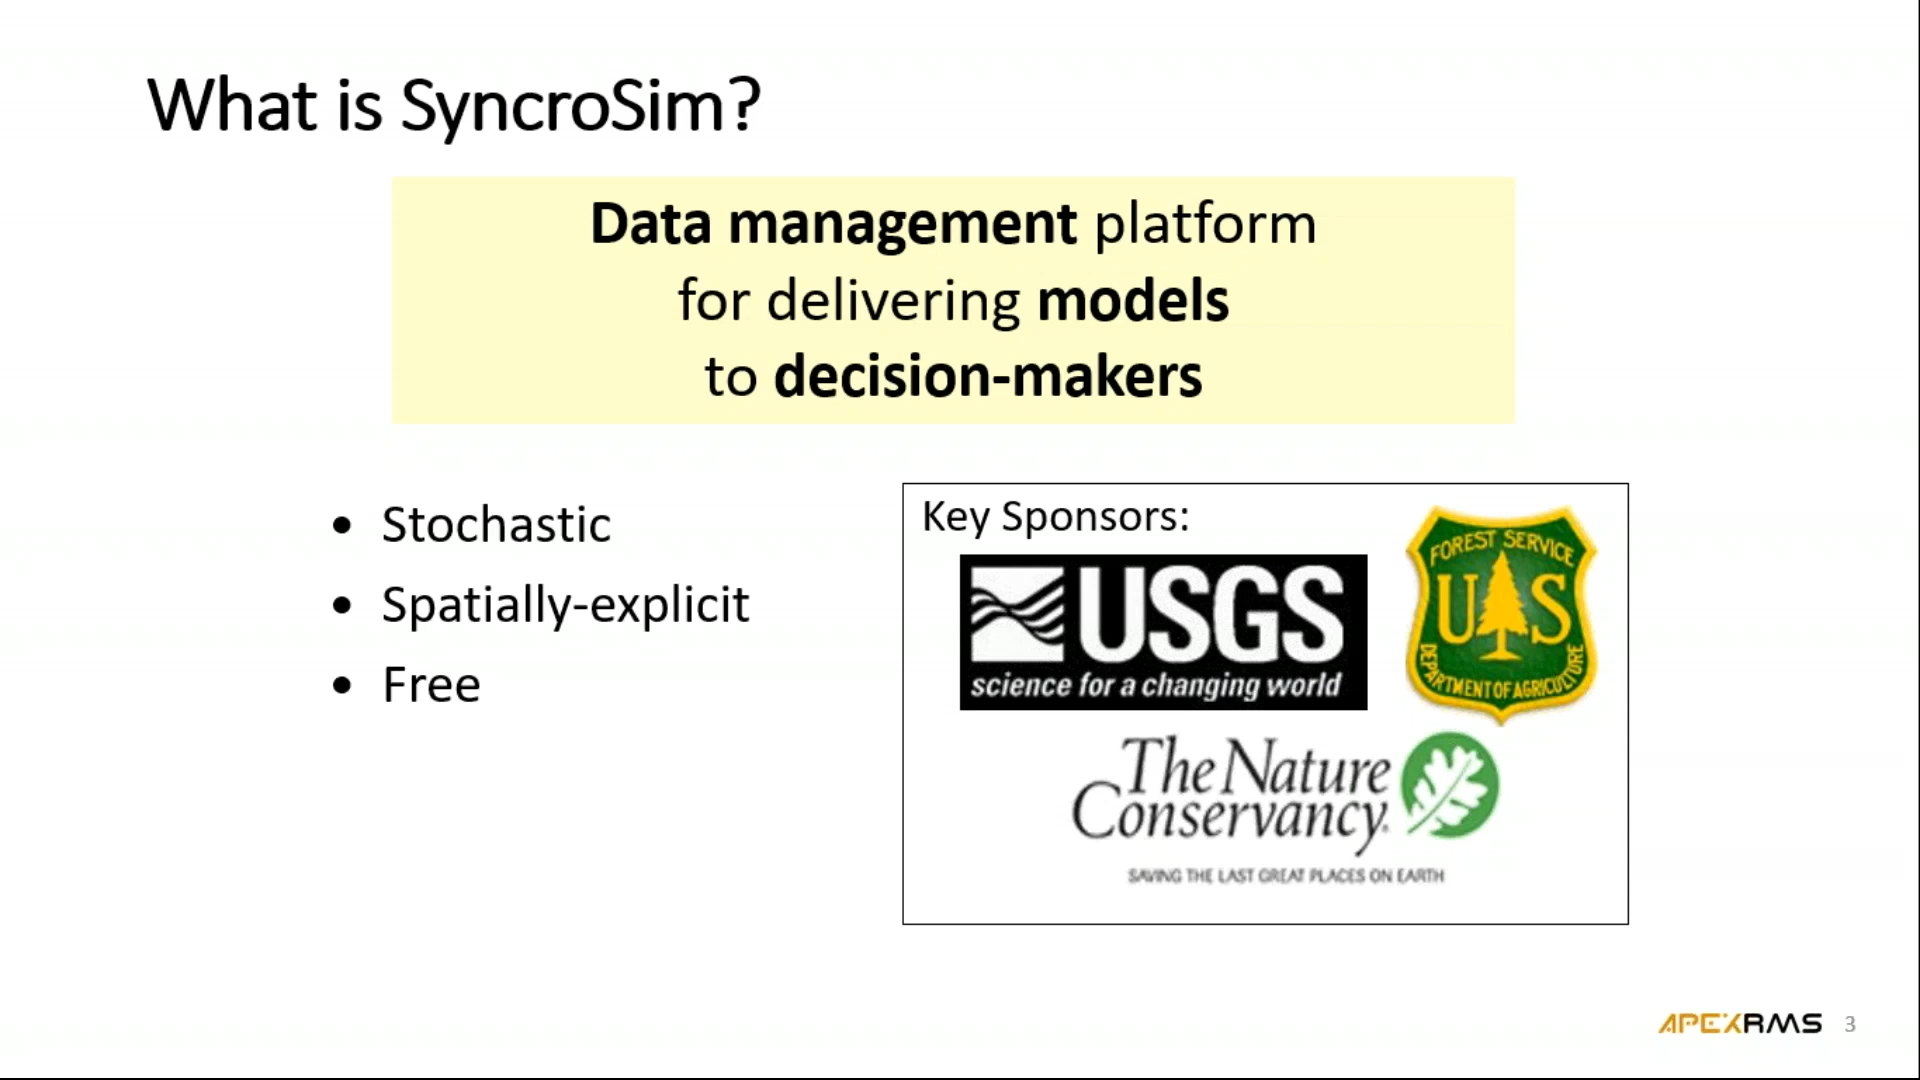 What is SyncroSim?
Data management platform
for delivering models
to decision-makers
• Stochastic
• Spatially-explicit
• Free
Key Sponsors:
USGS
science for a changing world
FOREST SERVICE
U S
DEPARTMENT OF AGRICULTURE
The Nature
Conservancy.
SAVING THE LAST GREAT PLACES ON EARTH
APEXRMS 3